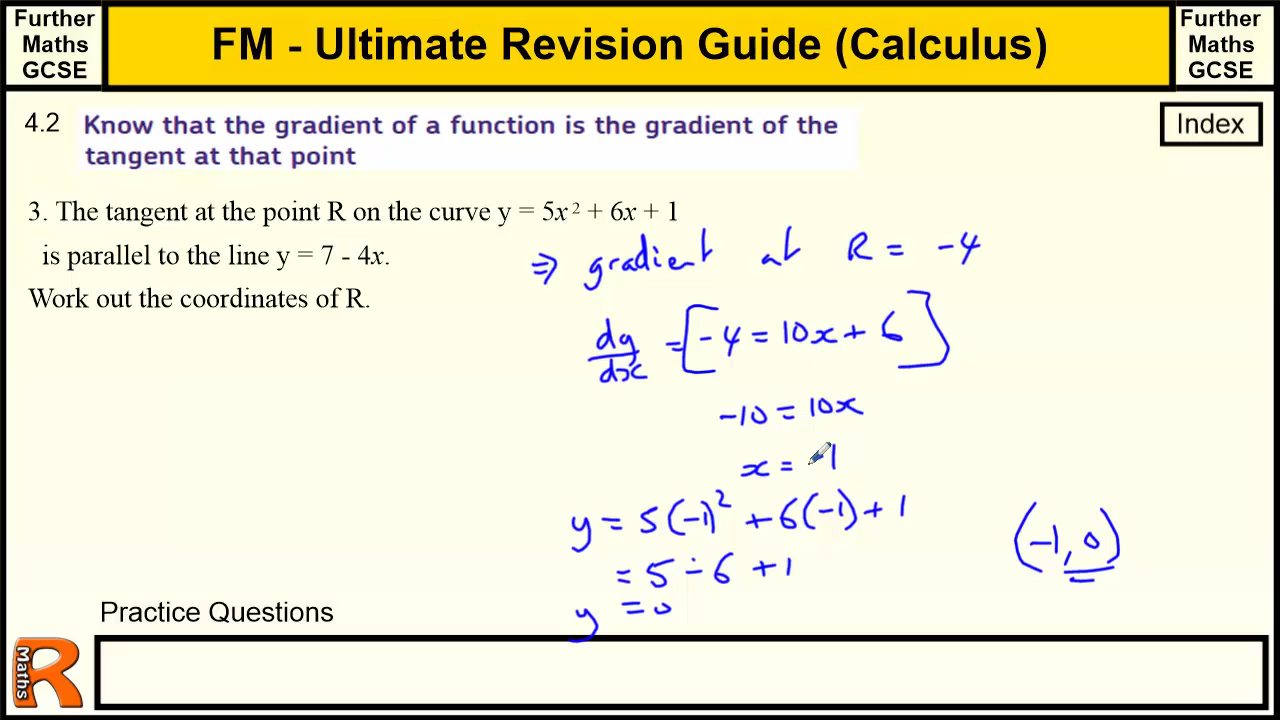 Further
Maths
GCSE
FM - Ultimate Revision Guide (Calculus)
Further
Maths
GCSE
4.2
Know that the gradient of a function is the gradient of the
tangent at that point
Index
3. The tangent at the point R on the curve y = 5x² + 6x + 1
is parallel to the line y = 7 - 4x.
Work out the coordinates of R.
⇒ gradient at R = -4
dy/dx = [-4 = 10x + 6]
-10 = 10x
x = -1
y = 5(-1)² + 6(-1) + 1
= 5 - 6 + 1
y = 0
(-1, 0)
Practice Questions
R
Maths